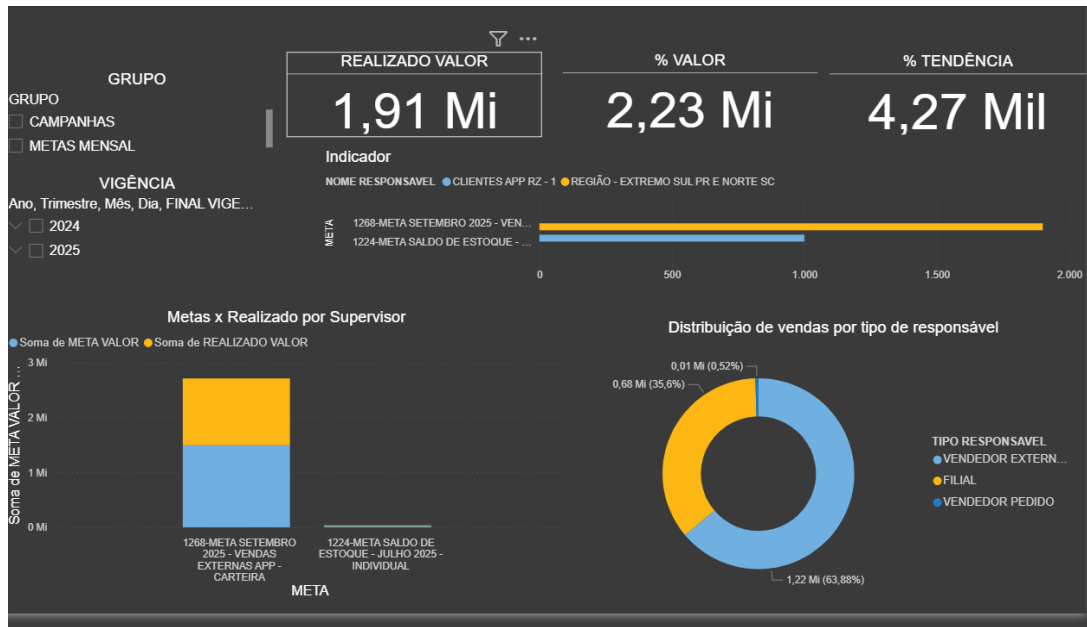 GRUPO
GRUPO
CAMPANHAS
METAS MENSAL
VIGÊNCIA
Ano, Trimestre, Mês, Dia, FINAL VIGE...
2024
2025
REALIZADO VALOR
1,91 Mi
% VALOR
2,23 Mi
% TENDÊNCIA
4,27 Mil
Indicador
NOME RESPONSAVEL CLIENTES APP RZ - 1 REGIÃO - EXTREMO SUL PR E NORTE SC
META
1268-META SETEMBRO 2025 - VEN...
1224-META SALDO DE ESTOQUE - ...
0 500 1.000 1.500 2.000
Metas x Realizado por Supervisor
Soma de META VALOR Soma de REALIZADO VALOR
Soma de META VALOR ...
3 Mi
2 Mi
1 Mi
0 Mi
1268-META SETEMBRO
2025 - VENDAS
EXTERNAS APP -
CARTEIRA
1224-META SALDO DE
ESTOQUE - JULHO 2025 -
INDIVIDUAL
META
Distribuição de vendas por tipo de responsável
0,01 Mi (0,52%)
0,68 Mi (35,6%)
1,22 Mi (63,88%)
TIPO RESPONSAVEL
VENDEDOR EXTERN...
FILIAL
VENDEDOR PEDIDO